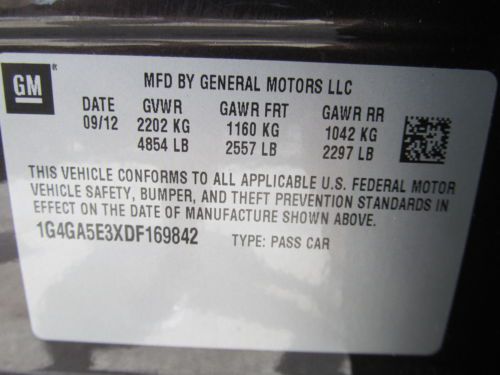 GM ®
MFD BY GENERAL MOTORS LLC
DATE GVWR GAWR FRT GAWR RR
09/12 2202 KG 1160 KG 1042 KG
4854 LB 2557 LB 2297 LB
THIS VEHICLE CONFORMS TO ALL APPLICABLE U.S. FEDERAL MOTOR
VEHICLE SAFETY, BUMPER, AND THEFT PREVENTION STANDARDS IN
EFFECT ON THE DATE OF MANUFACTURE SHOWN ABOVE.
1G4GA5E3XDF169842 TYPE: PASS CAR